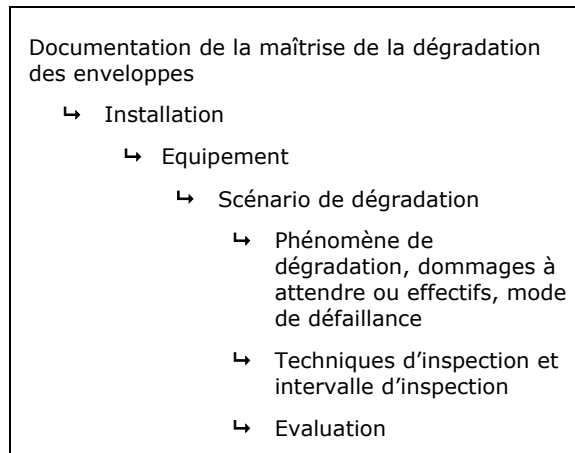 Documentation de la maîtrise de la dégradation
des enveloppes
↳ Installation
↳ Equipement
↳ Scénario de dégradation
↳ Phénomène de
dégradation, dommages à
attendre ou effectifs, mode
de défaillance
↳ Techniques d'inspection et
intervalle d'inspection
↳ Evaluation